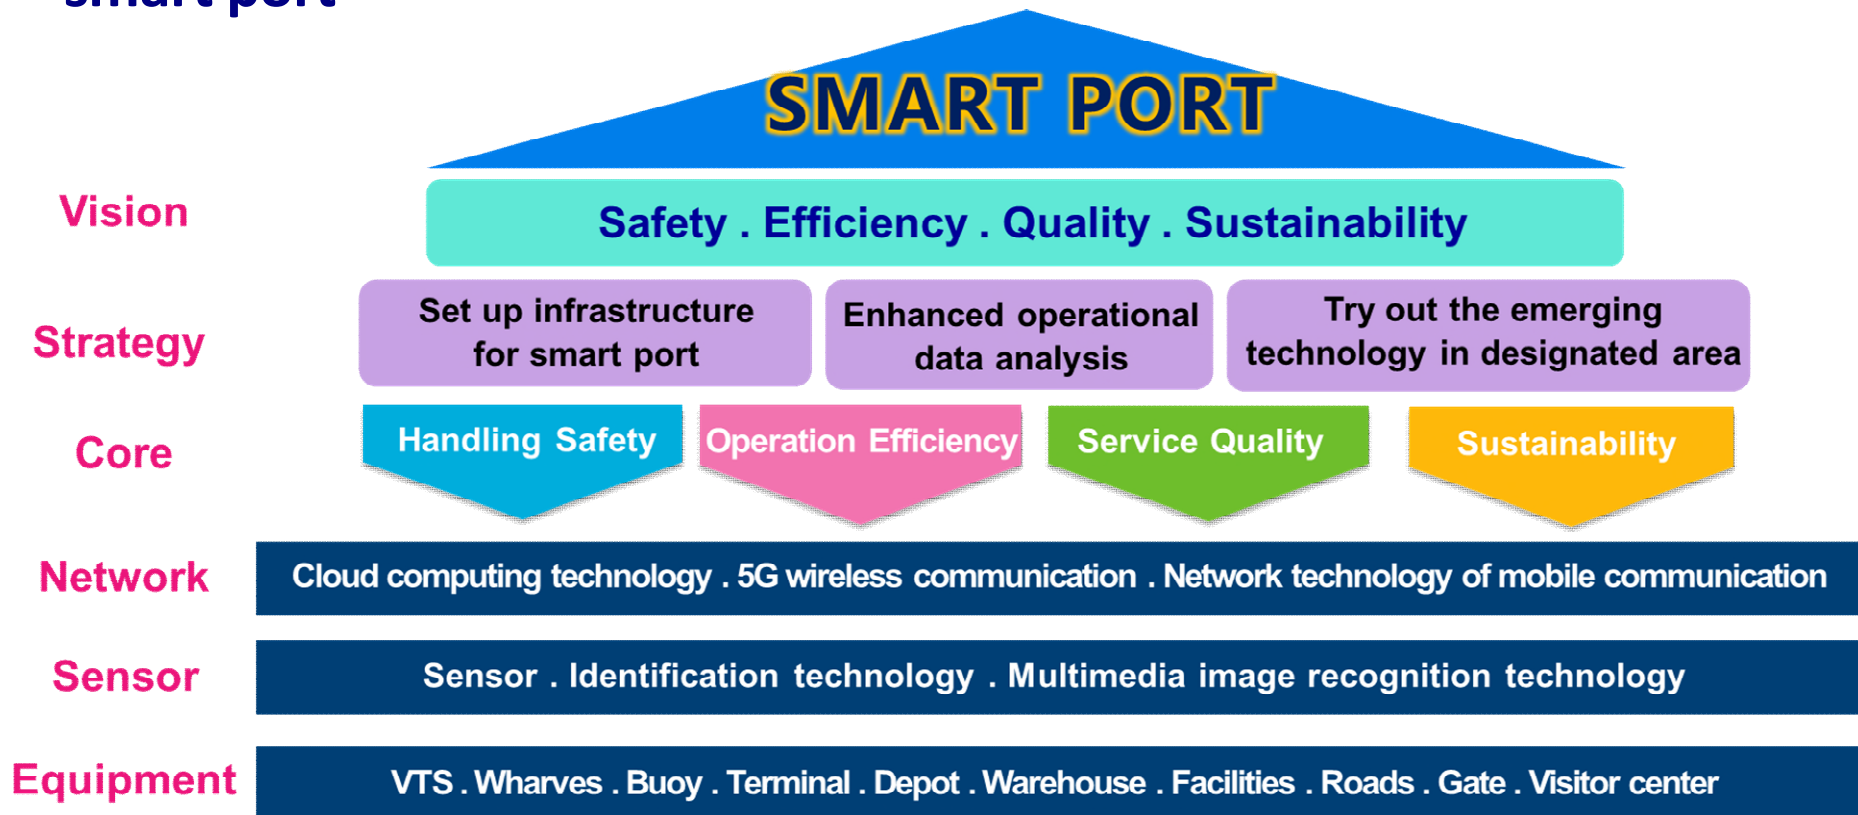 smart port
SMART PORT
Vision
Safety . Efficiency . Quality . Sustainability
Strategy
Set up infrastructure
for smart port
Enhanced operational
data analysis
Try out the emerging
technology in designated area
Core
Handling Safety
Operation Efficiency
Service Quality
Sustainability
Network
Cloud computing technology . 5G wireless communication . Network technology of mobile communication
Sensor
Sensor . Identification technology . Multimedia image recognition technology
Equipment
VTS . Wharves . Buoy . Terminal . Depot . Warehouse . Facilities . Roads . Gate . Visitor center